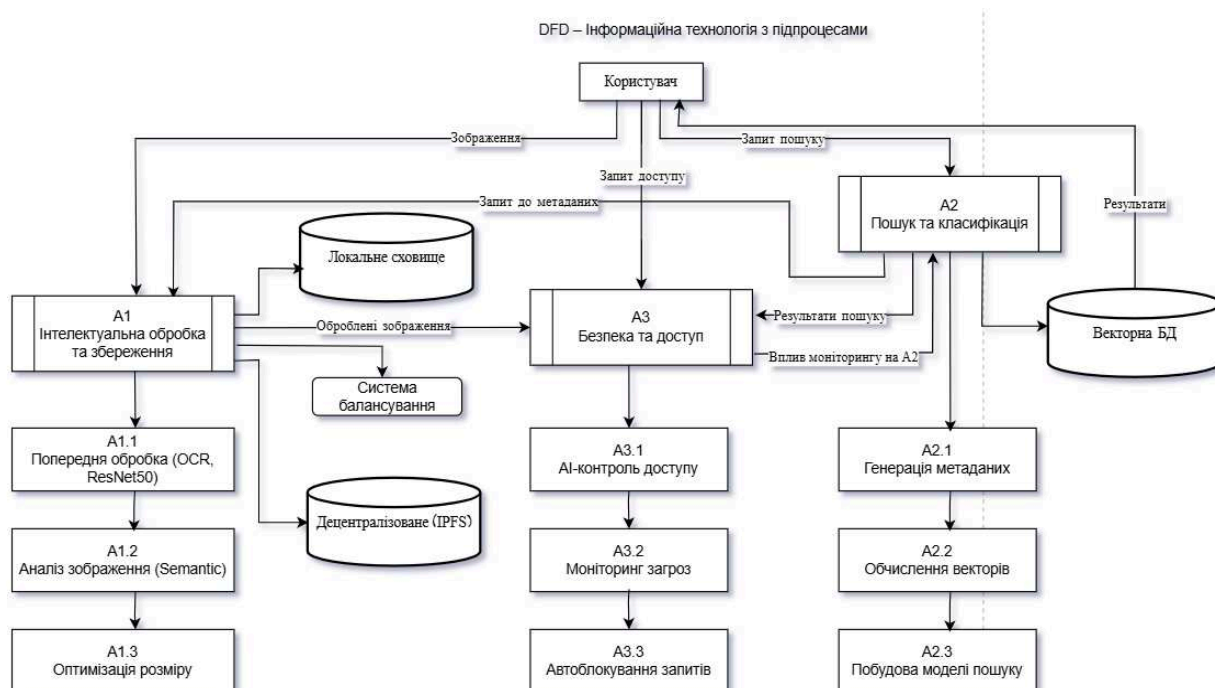 DFD – Інформаційна технологія з підпроцесами
Користувач
Зображення
Запит пошуку
Запит доступу
Запит до метаданих
A2
Пошук та класифікація
Результати
Локальне сховище
A1
Інтелектуальна обробка
та збереження
Оброблені зображення
A3
Безпека та доступ
Результати пошуку
Вплив моніторингу на A2
Векторна БД
Система
балансування
A1.1
Попередня обробка (OCR,
ResNet50)
A3.1
AI-контроль доступу
A2.1
Генерація метаданих
Децентралізоване (IPFS)
A1.2
Аналіз зображення (Semantic)
A3.2
Моніторинг загроз
A2.2
Обчислення векторів
A1.3
Оптимізація розміру
A3.3
Автоблокування запитів
A2.3
Побудова моделі пошуку